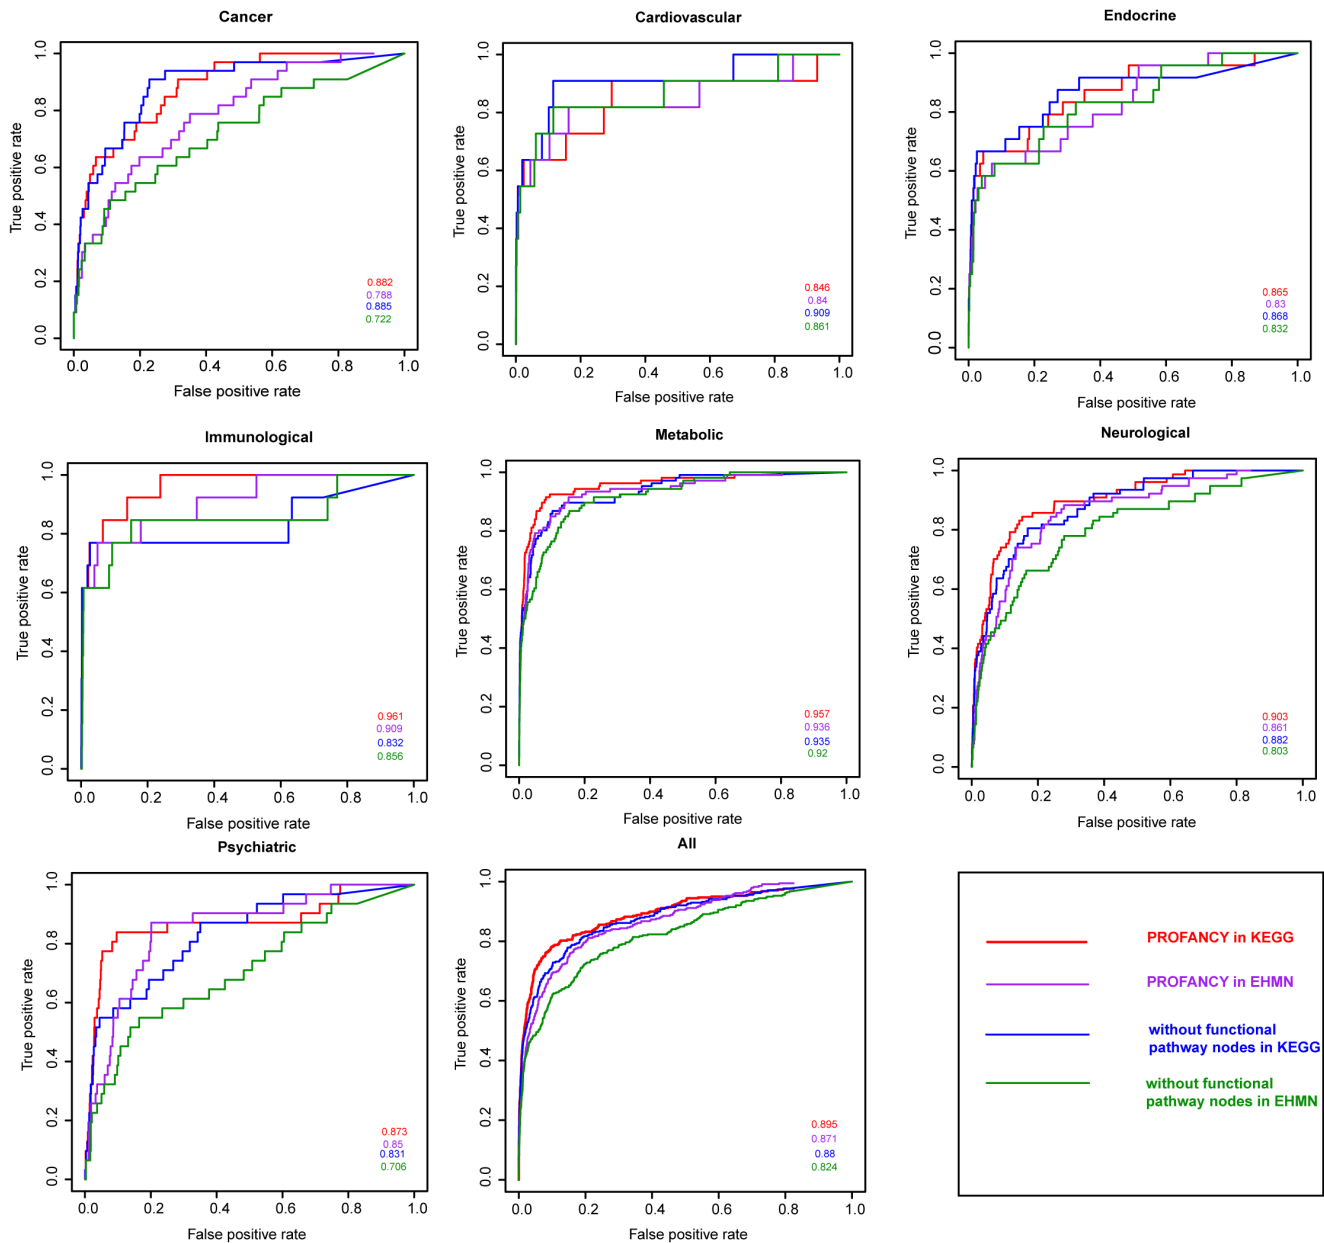 Cancer
Cardiovascular
Endocrine
True positive rate
0.0 0.2 0.4 0.6 0.8 1.0
0.882
0.788
0.885
0.722
0.0 0.2 0.4 0.6 0.8 1.0
False positive rate
True positive rate
0.0 0.2 0.4 0.6 0.8 1.0
0.846
0.84
0.909
0.861
0.0 0.2 0.4 0.6 0.8 1.0
False positive rate
True positive rate
0.0 0.2 0.4 0.6 0.8 1.0
0.865
0.83
0.868
0.832
0.0 0.2 0.4 0.6 0.8 1.0
False positive rate
Immunological
Metabolic
Neurological
True positive rate
0.0 0.2 0.4 0.6 0.8 1.0
0.961
0.909
0.832
0.856
0.0 0.2 0.4 0.6 0.8 1.0
False positive rate
True positive rate
0.0 0.2 0.4 0.6 0.8 1.0
0.957
0.936
0.935
0.92
0.0 0.2 0.4 0.6 0.8 1.0
False positive rate
True positive rate
0.0 0.2 0.4 0.6 0.8 1.0
0.903
0.861
0.882
0.803
0.0 0.2 0.4 0.6 0.8 1.0
False positive rate
Psychiatric
All
True positive rate
0.0 0.2 0.4 0.6 0.8 1.0
0.873
0.85
0.831
0.706
0.0 0.2 0.4 0.6 0.8 1.0
False positive rate
True positive rate
0.0 0.2 0.4 0.6 0.8 1.0
0.895
0.871
0.88
0.824
0.0 0.2 0.4 0.6 0.8 1.0
False positive rate
PROFANCY in KEGG
PROFANCY in EHMN
without functional
pathway nodes in KEGG
without functional
pathway nodes in EHMN